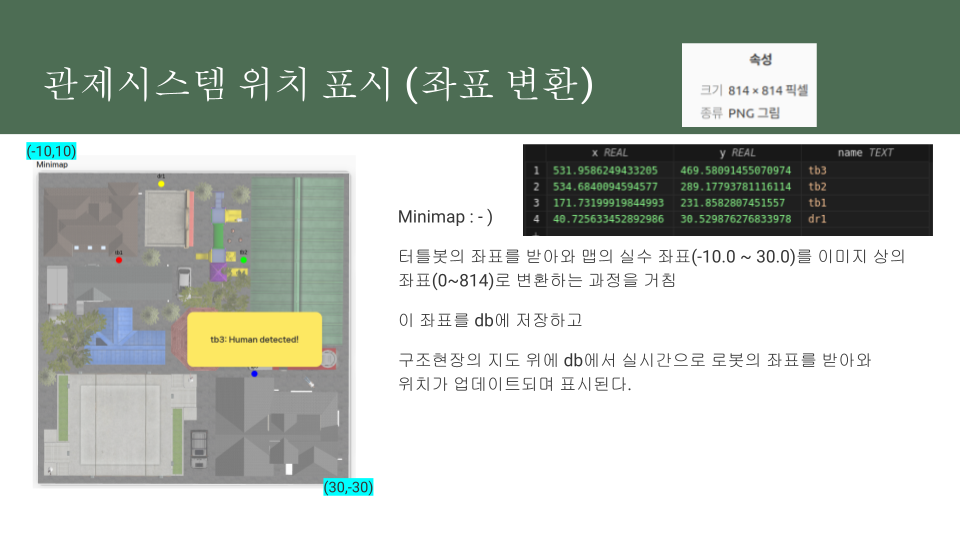 관제시스템 위치 표시 (좌표 변환)
속성
크기 814 × 814 픽셀
종류 PNG 그림
(-10,10)
Minimap
dr1
tb1
tb2
tb3: Human detected!
(30,-30)
x REAL y REAL name TEXT
1 531.9586249433205 469.58091455070974 tb3
2 534.6840094594577 289.17793781116114 tb2
3 171.73199919844993 231.8582807451557 tb1
4 40.725633452892986 30.529876276833978 dr1
Minimap : - )
터틀봇의 좌표를 받아와 맵의 실수 좌표(-10.0 ~ 30.0)를 이미지 상의
좌표(0~814)로 변환하는 과정을 거침
이 좌표를 db에 저장하고
구조현장의 지도 위에 db에서 실시간으로 로봇의 좌표를 받아와
위치가 업데이트되며 표시된다.